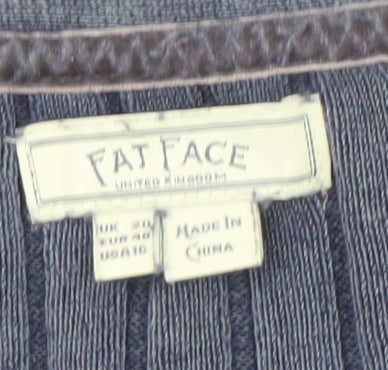 FAT FACE
UNITED KINGDOM
UK 20
EUR 48
USA 16
MADE IN
CHINA